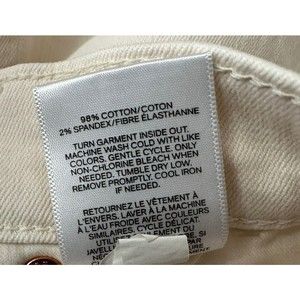 98% COTTON/COTON
2% SPANDEX/FIBRE ÉLASTHANNE
TURN GARMENT INSIDE OUT.
MACHINE WASH COLD WITH LIKE
COLORS. GENTLE CYCLE. ONLY
NON-CHLORINE BLEACH WHEN
NEEDED. TUMBLE DRY LOW.
REMOVE PROMPTLY. COOL IRON
IF NEEDED.
RETOURNEZ LE VÊTEMENT À
L'ENVERS. LAVER À LA MACHINE
À L'EAU FROIDE AVEC COULEURS
SIMILAIRES. CYCLE DÉLICAT.